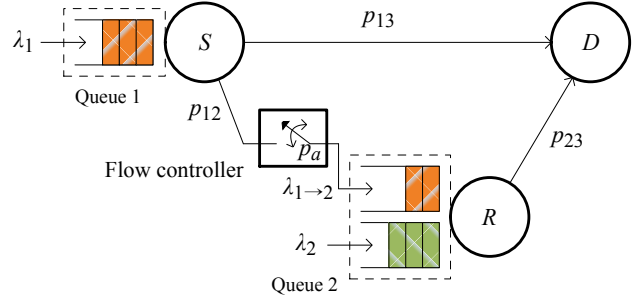 λ₁
S
p₁₃
D
Queue 1
p₁₂
Flow controller
pₐ
p₂₃
λ₁→₂
R
λ₂
Queue 2